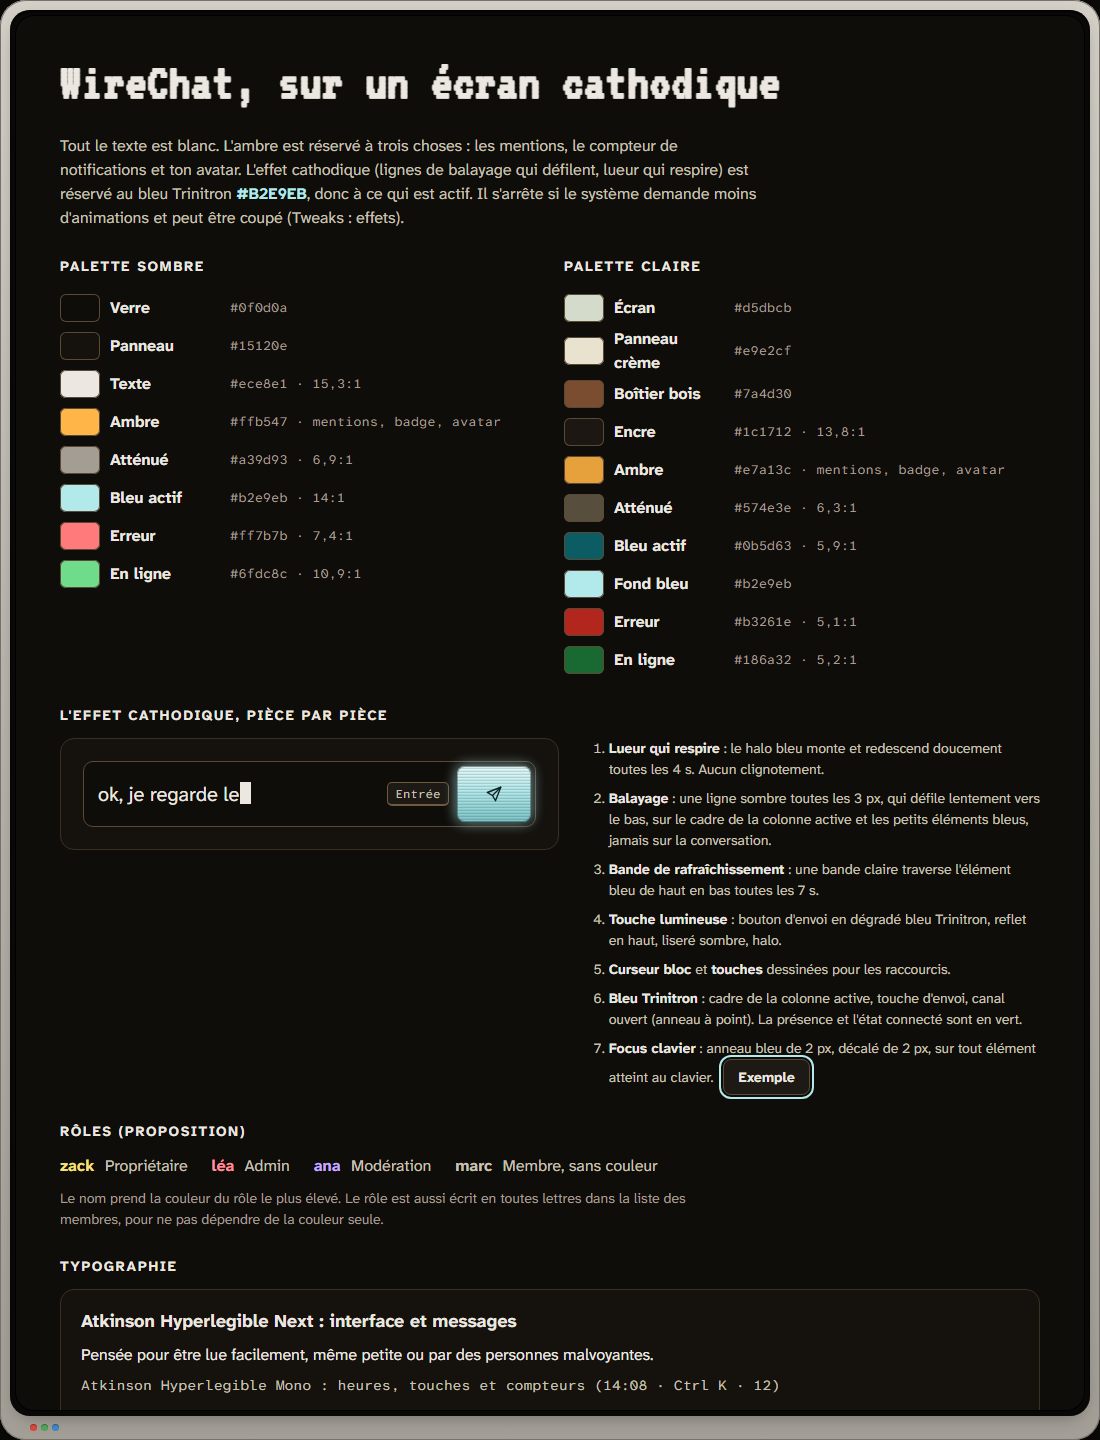 WireChat, sur un écran cathodique
Tout le texte est blanc. L'ambre est réservé à trois choses : les mentions, le compteur de
notifications et ton avatar. L'effet cathodique (lignes de balayage qui défilent, lueur qui respire) est
réservé au bleu Trinitron #B2E9EB, donc à ce qui est actif. Il s'arrête si le système demande moins
d'animations et peut être coupé (Tweaks : effets).
PALETTE SOMBRE
Verre #0f0d0a
Panneau #15120e
Texte #ece8e1 · 15,3:1
Ambre #ffb547 · mentions, badge, avatar
Atténué #a39d93 · 6,9:1
Bleu actif #b2e9eb · 14:1
Erreur #ff7b7b · 7,4:1
En ligne #6fdc8c · 10,9:1
PALETTE CLAIRE
Écran #d5dbcb
Panneau
crème #e9e2cf
Boîtier bois #7a4d30
Encre #1c1712 · 13,8:1
Ambre #e7a13c · mentions, badge, avatar
Atténué #574e3e · 6,3:1
Bleu actif #0b5d63 · 5,9:1
Fond bleu #b2e9eb
Erreur #b3261e · 5,1:1
En ligne #186a32 · 5,2:1
L'EFFET CATHODIQUE, PIÈCE PAR PIÈCE
ok, je regarde le
Entrée
1. Lueur qui respire : le halo bleu monte et redescend doucement
toutes les 4 s. Aucun clignotement.
2. Balayage : une ligne sombre toutes les 3 px, qui défile lentement vers
le bas, sur le cadre de la colonne active et les petits éléments bleus,
jamais sur la conversation.
3. Bande de rafraîchissement : une bande claire traverse l'élément
bleu de haut en bas toutes les 7 s.
4. Touche lumineuse : bouton d'envoi en dégradé bleu Trinitron, reflet
en haut, liseré sombre, halo.
5. Curseur bloc et touches dessinées pour les raccourcis.
6. Bleu Trinitron : cadre de la colonne active, touche d'envoi, canal
ouvert (anneau à point). La présence et l'état connecté sont en vert.
7. Focus clavier : anneau bleu de 2 px, décalé de 2 px, sur tout élément
atteint au clavier. Exemple
RÔLES (PROPOSITION)
zack Propriétaire léa Admin ana Modération marc Membre, sans couleur
Le nom prend la couleur du rôle le plus élevé. Le rôle est aussi écrit en toutes lettres dans la liste des
membres, pour ne pas dépendre de la couleur seule.
TYPOGRAPHIE
Atkinson Hyperlegible Next : interface et messages
Pensée pour être lue facilement, même petite ou par des personnes malvoyantes.
Atkinson Hyperlegible Mono : heures, touches et compteurs (14:08 · Ctrl K · 12)